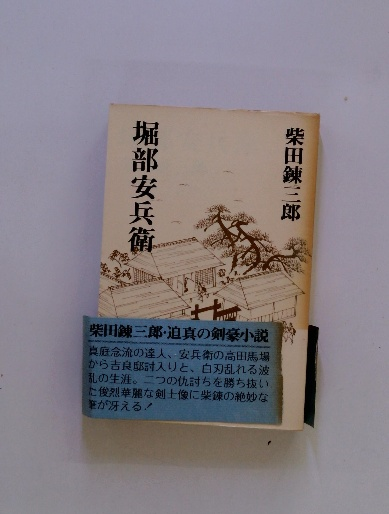 堀部安兵衛
柴田錬三郎
柴田錬三郎・迫真の剣豪小説
真庭念流の達人、安兵衛の高田馬場
から吉良邸討入りと、白刃乱れる波
乱の生涯。二つの仇討ちを勝ち抜い
た俊烈華麗な剣士像に柴錬の絶妙な
筆が冴える!